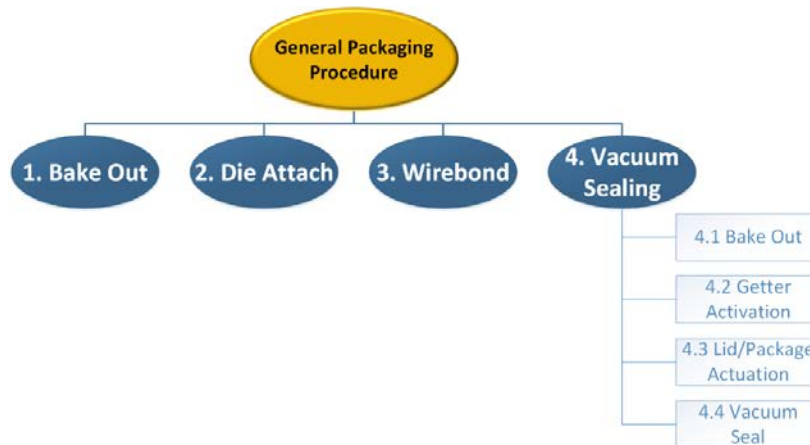 General Packaging
Procedure
1. Bake Out
2. Die Attach
3. Wirebond
4. Vacuum
Sealing
4.1 Bake Out
4.2 Getter
Activation
4.3 Lid/Package
Actuation
4.4 Vacuum
Seal